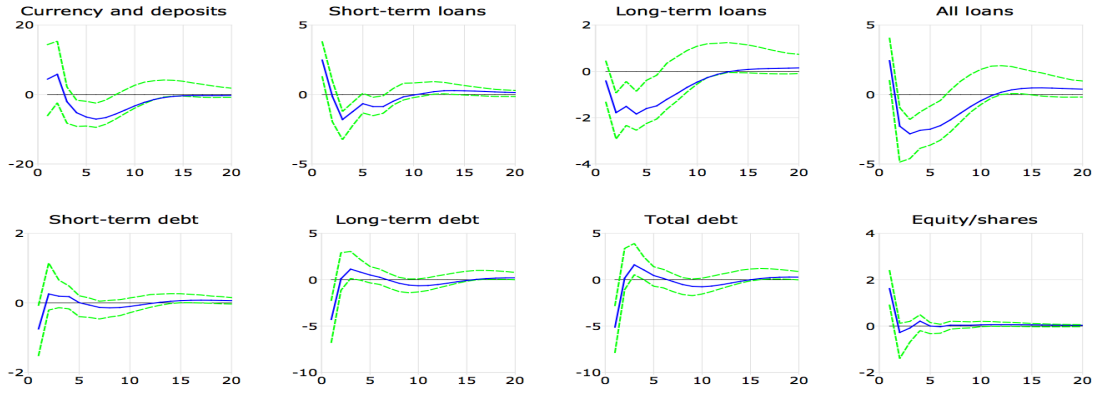 Currency and deposits
20
0
-20
0 5 10 15 20
Short-term loans
5
0
-5
0 5 10 15 20
Long-term loans
2
0
-2
-4
0 5 10 15 20
All loans
5
0
-5
0 5 10 15 20
Short-term debt
2
0
-2
0 5 10 15 20
Long-term debt
5
0
-5
-10
0 5 10 15 20
Total debt
5
0
-5
-10
0 5 10 15 20
Equity/shares
4
2
0
-2
0 5 10 15 20